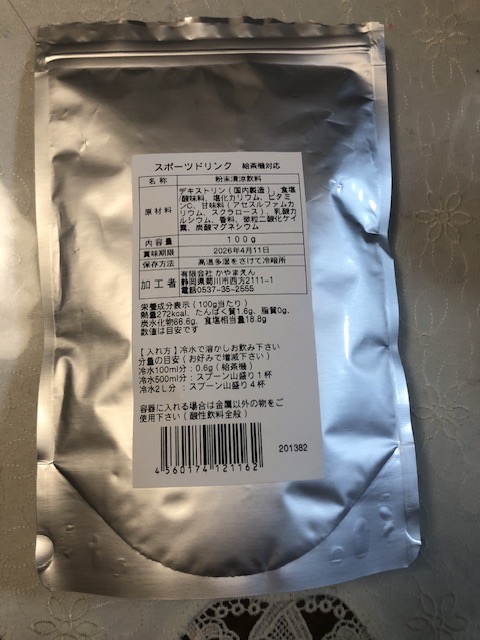 スポーツドリンク 給茶機対応
名称 粉末清涼飲料
原材料 デキストリン(国内製造)、食塩
/酸味料、塩化カリウム、ビタミ
ンC、甘味料(アセスルファムカ
リウム、スクラロース)、乳酸カ
ルシウム、香料、微粒二酸化ケイ
素、炭酸マグネシウム
内容量 100g
賞味期限 2026年4月11日
保存方法 高温多湿をさけて冷暗所
加工者 有限会社 かやまえん
静岡県菊川市西方2111-1
電話0537-35-2555
栄養成分表示(100g当たり)
熱量272kcal、たんぱく質1.6g、脂質0g、
炭水化物66.6g、食塩相当量18.8g
数値は目安です
【入れ方】冷水で溶かしお飲み下さい
分量の目安(お好みで増減下さい)
冷水100ml分:0.6g(給茶機)
冷水500ml分:スプーン山盛り1杯
冷水2L分:スプーン山盛り4杯
容器に入れる場合は金属以外の物をご
使用下さい(酸性飲料全般)
4560174121162
201382